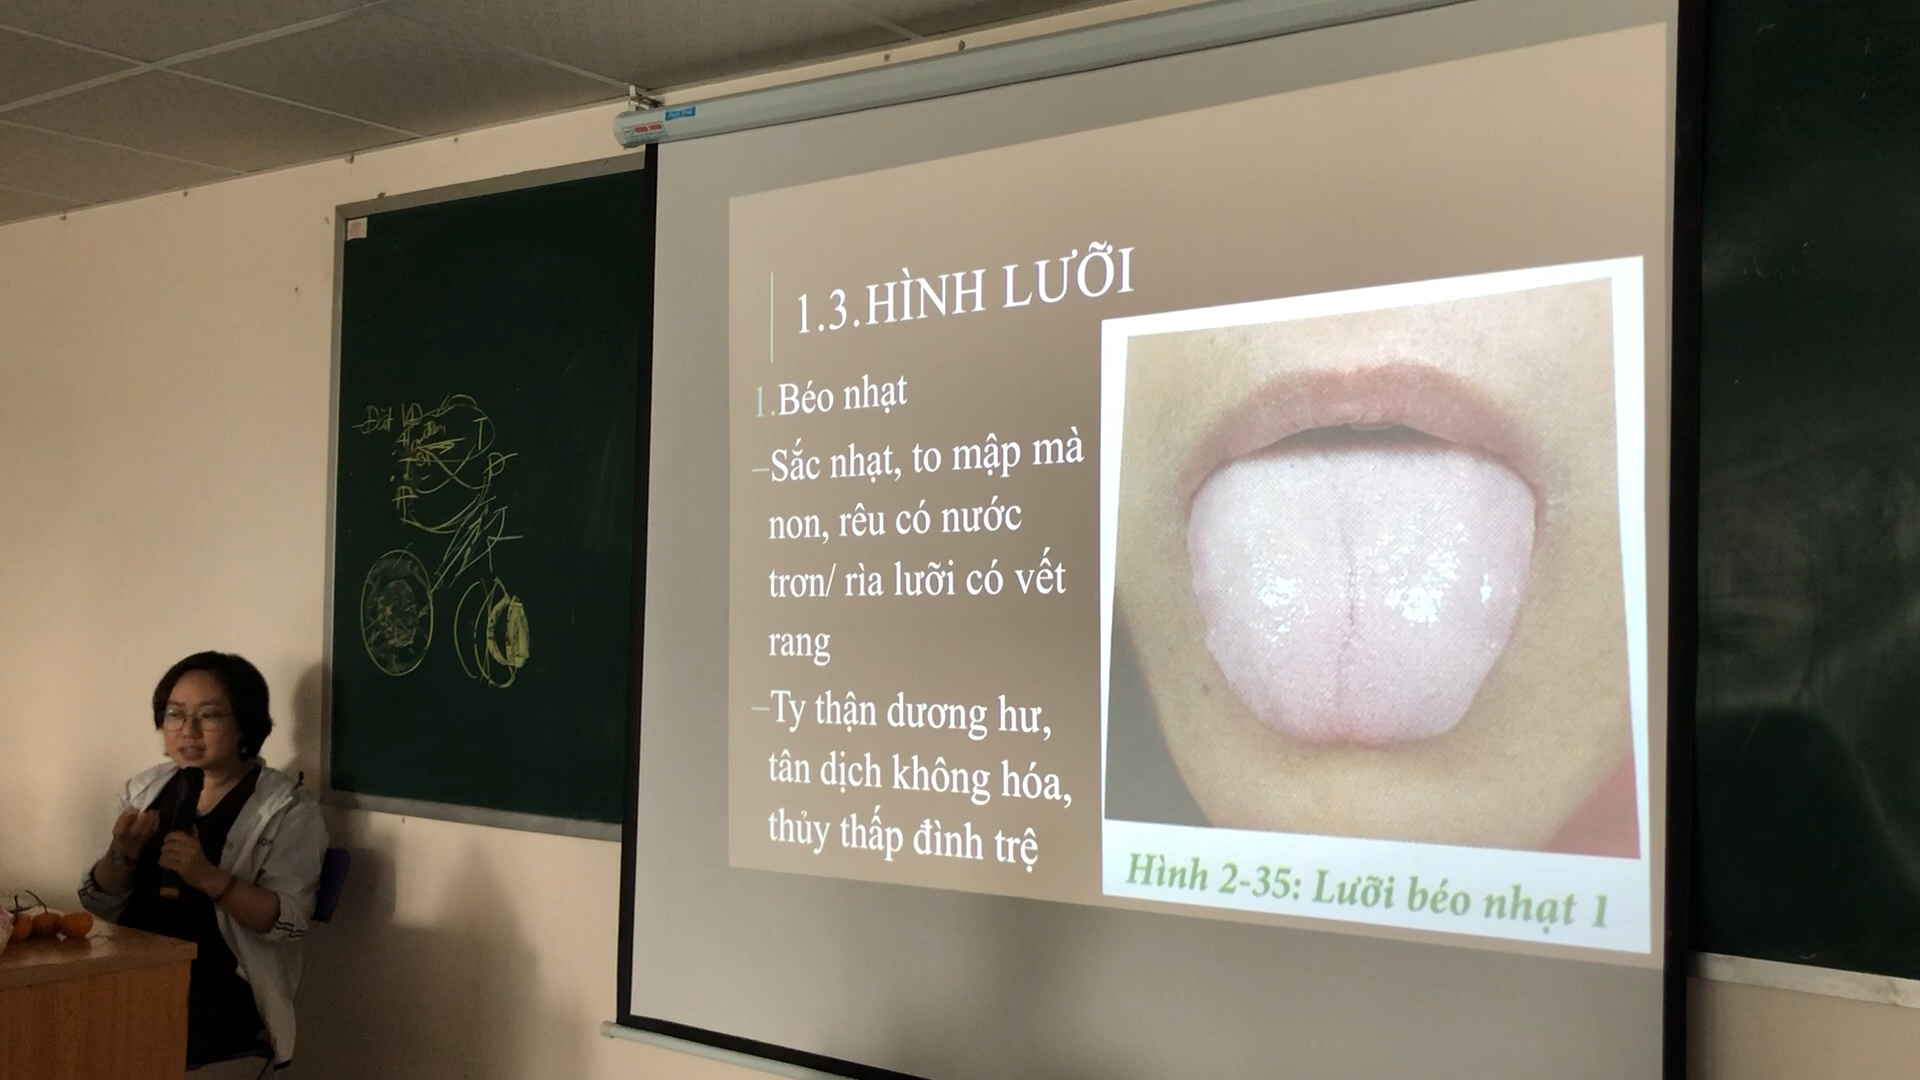 1.3.HÌNH LƯỠI
1.Béo nhạt
–Sắc nhạt, to mập mà
non, rêu có nước
trơn/ rìa lưỡi có vết
rang
–Tỳ thận dương hư,
tân dịch không hóa,
thủy thấp đình trệ
Hình 2-35: Lưỡi béo nhạt 1